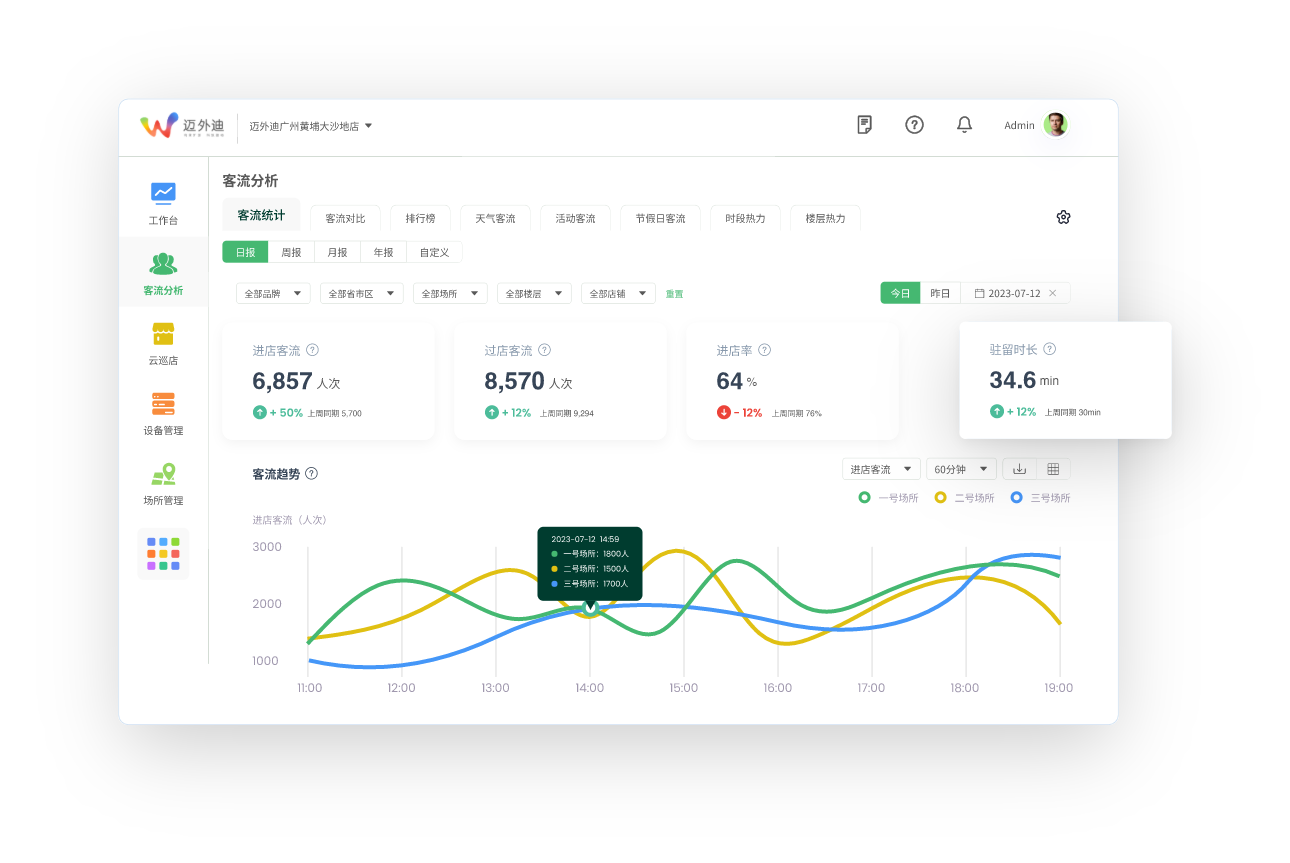 迈外迪
迈外迪广州黄埔大沙地店
Admin
工作台
客流分析
云巡店
设备管理
场所管理
客流分析
客流统计 客流对比 排行榜 天气客流 活动客流 节假日客流 时段热力 楼层热力
日报 周报 月报 年报 自定义
全部品牌 全部省市区 全部场所 全部楼层 全部店铺 重置
今日 昨日 2023-07-12
进店客流
6,857 人次
+ 50% 上周同期 5,700
过店客流
8,570 人次
+ 12% 上周同期 9,294
进店率
64 %
- 12% 上周同期 76%
驻留时长
34.6 min
+ 12% 上周同期 30min
客流趋势
进店客流 60分钟
一号场所 二号场所 三号场所
进店客流（人次）
3000
2000
1000
2023-07-12 14:59
一号场所：1800人
二号场所：1500人
三号场所：1700人
11:00 12:00 13:00 14:00 15:00 16:00 17:00 18:00 19:00